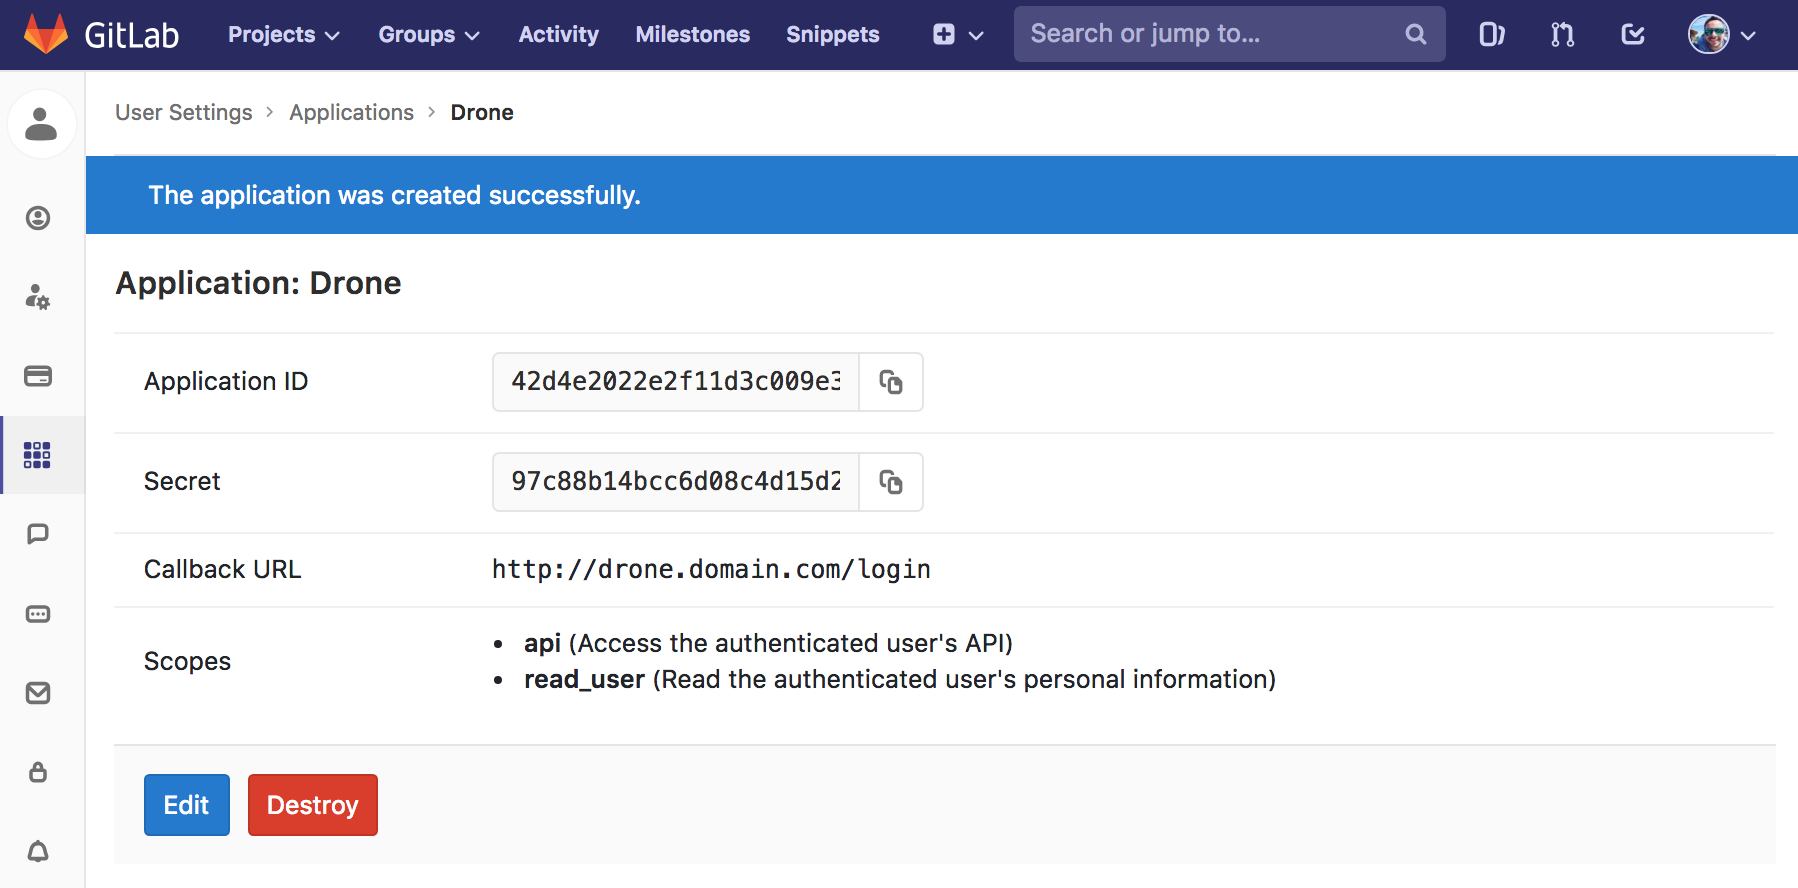 GitLab Projects Groups Activity Milestones Snippets Search or jump to...
User Settings › Applications › Drone
The application was created successfully.
Application: Drone
Application ID 42d4e2022e2f11d3c009e3
Secret 97c88b14bcc6d08c4d15d2
Callback URL http://drone.domain.com/login
Scopes
• api (Access the authenticated user's API)
• read_user (Read the authenticated user's personal information)
Edit Destroy